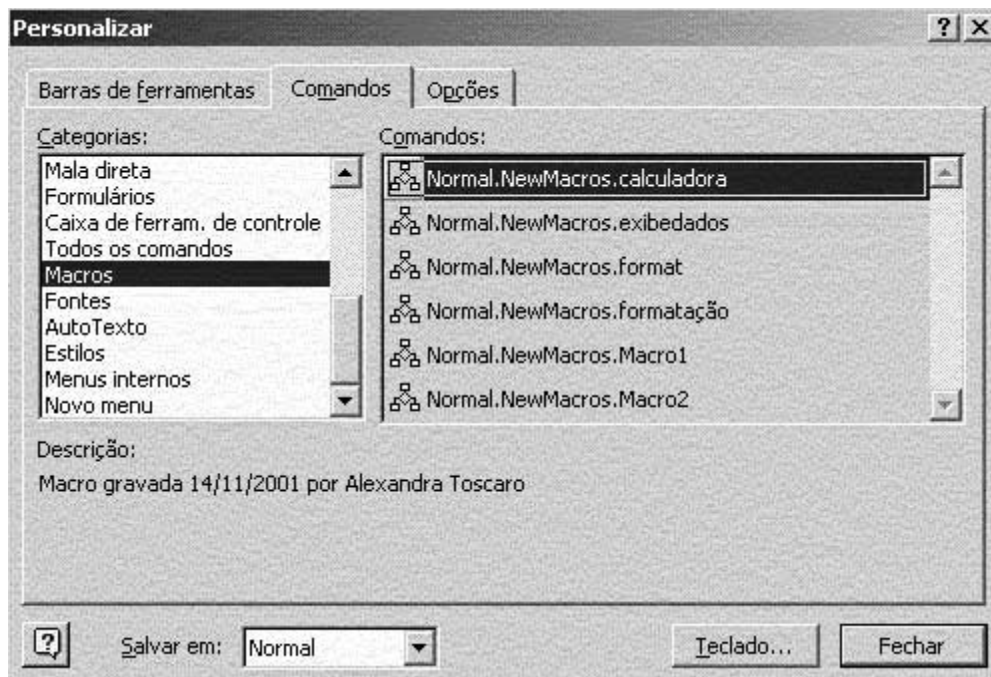 Personalizar
Barras de ferramentas
Comandos
Opções
Categorias:
Mala direta
Formulários
Caixa de ferram. de controle
Todos os comandos
Macros
Fontes
AutoTexto
Estilos
Menus internos
Novo menu
Comandos:
Normal.NewMacros.calculadora
Normal.NewMacros.exibedados
Normal.NewMacros.format
Normal.NewMacros.formatação
Normal.NewMacros.Macro1
Normal.NewMacros.Macro2
Descrição:
Macro gravada 14/11/2001 por Alexandra Toscaro
Salvar em:
Normal
Teclado...
Fechar